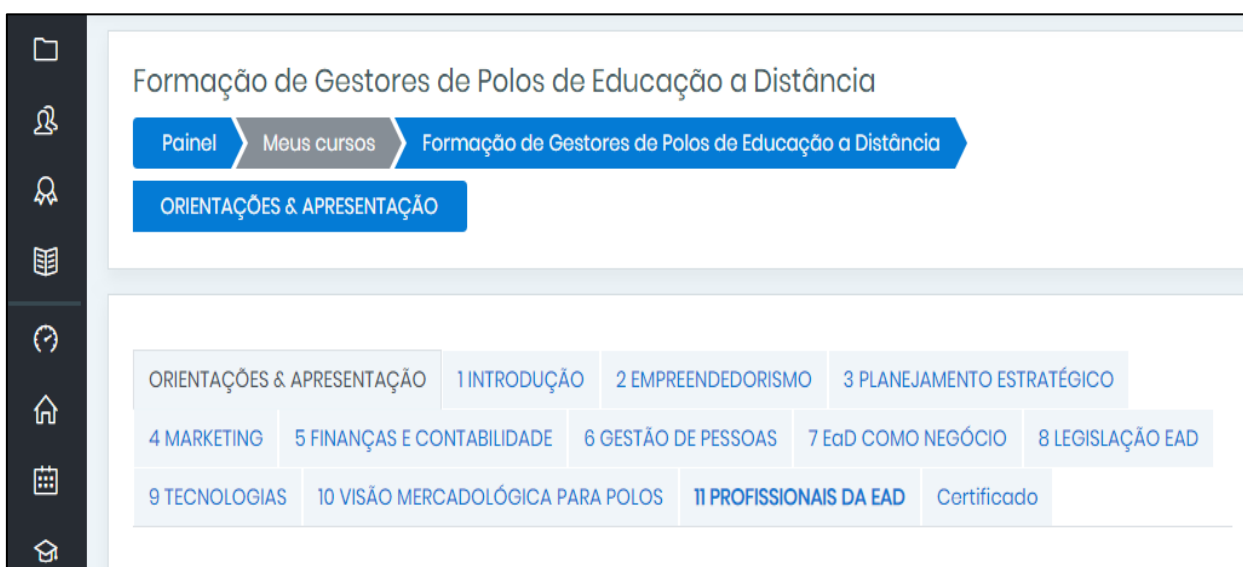 Formação de Gestores de Polos de Educação a Distância
Painel Meus cursos Formação de Gestores de Polos de Educação a Distância
ORIENTAÇÕES & APRESENTAÇÃO
ORIENTAÇÕES & APRESENTAÇÃO 1 INTRODUÇÃO 2 EMPREENDEDORISMO 3 PLANEJAMENTO ESTRATÉGICO
4 MARKETING 5 FINANÇAS E CONTABILIDADE 6 GESTÃO DE PESSOAS 7 EaD COMO NEGÓCIO 8 LEGISLAÇÃO EAD
9 TECNOLOGIAS 10 VISÃO MERCADOLÓGICA PARA POLOS 11 PROFISSIONAIS DA EAD Certificado